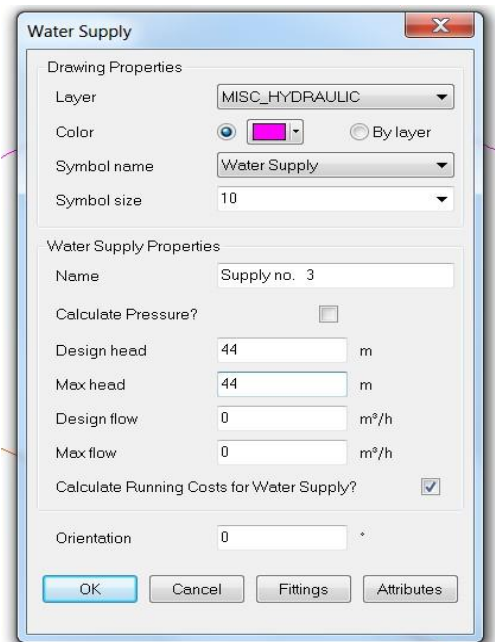 Water Supply
Drawing Properties
Layer MISC_HYDRAULIC
Color By layer
Symbol name Water Supply
Symbol size 10
Water Supply Properties
Name Supply no. 3
Calculate Pressure?
Design head 44 m
Max head 44 m
Design flow 0 m³/h
Max flow 0 m³/h
Calculate Running Costs for Water Supply?
Orientation 0 °
OK Cancel Fittings Attributes